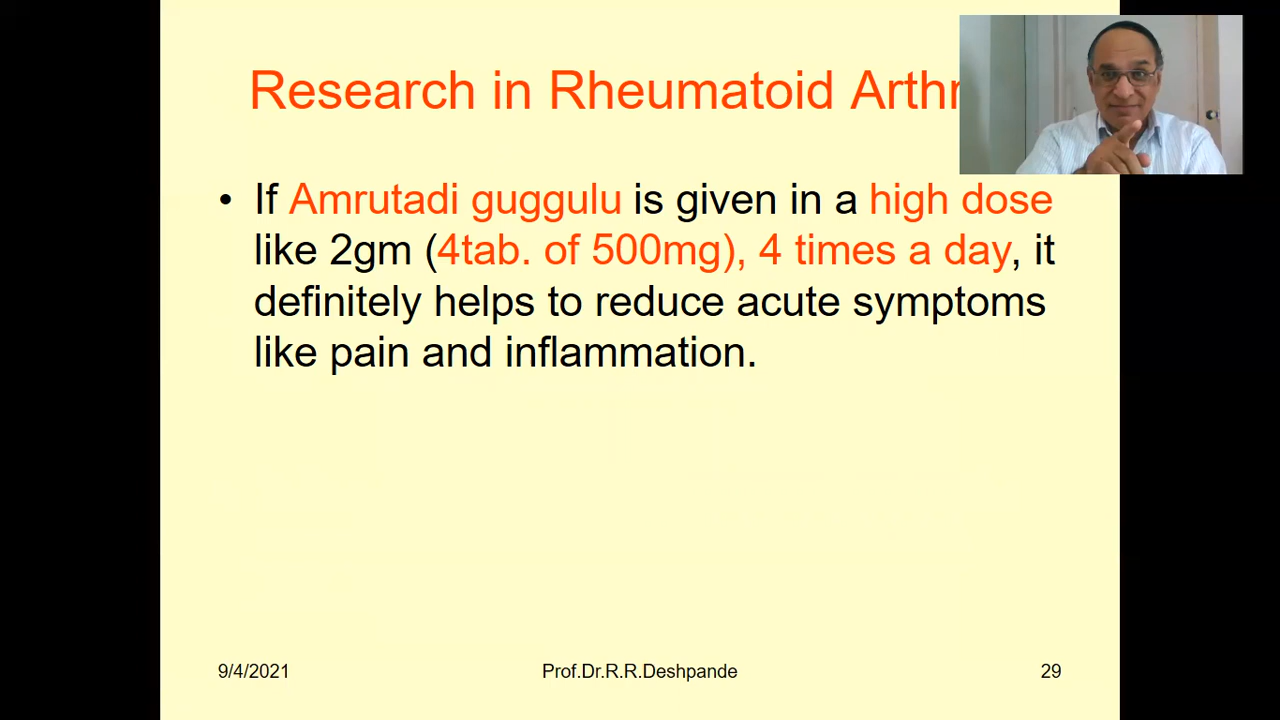 Research in Rheumatoid Arthr
• If Amrutadi guggulu is given in a high dose
like 2gm (4tab. of 500mg), 4 times a day, it
definitely helps to reduce acute symptoms
like pain and inflammation.
9/4/2021 Prof.Dr.R.R.Deshpande 29